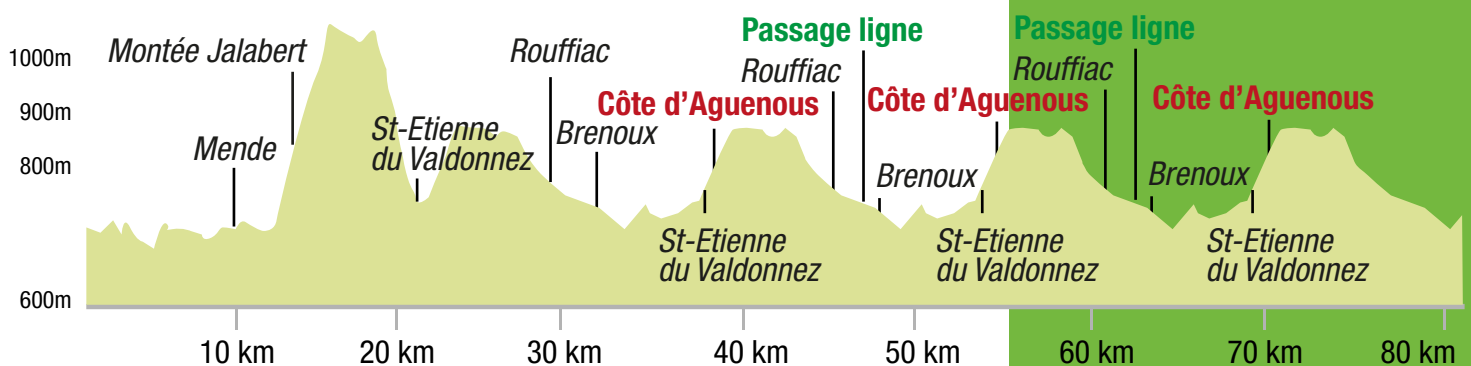 1000m
900m
800m
600m
Montée Jalabert
Mende
St-Etienne
du Valdonnez
Rouffiac
Brenoux
Côte d’Aguenous
St-Etienne
du Valdonnez
Passage ligne
Rouffiac
Brenoux
Côte d’Aguenous
St-Etienne
du Valdonnez
Passage ligne
Rouffiac
Brenoux
Côte d’Aguenous
St-Etienne
du Valdonnez
10 km
20 km
30 km
40 km
50 km
60 km
70 km
80 km